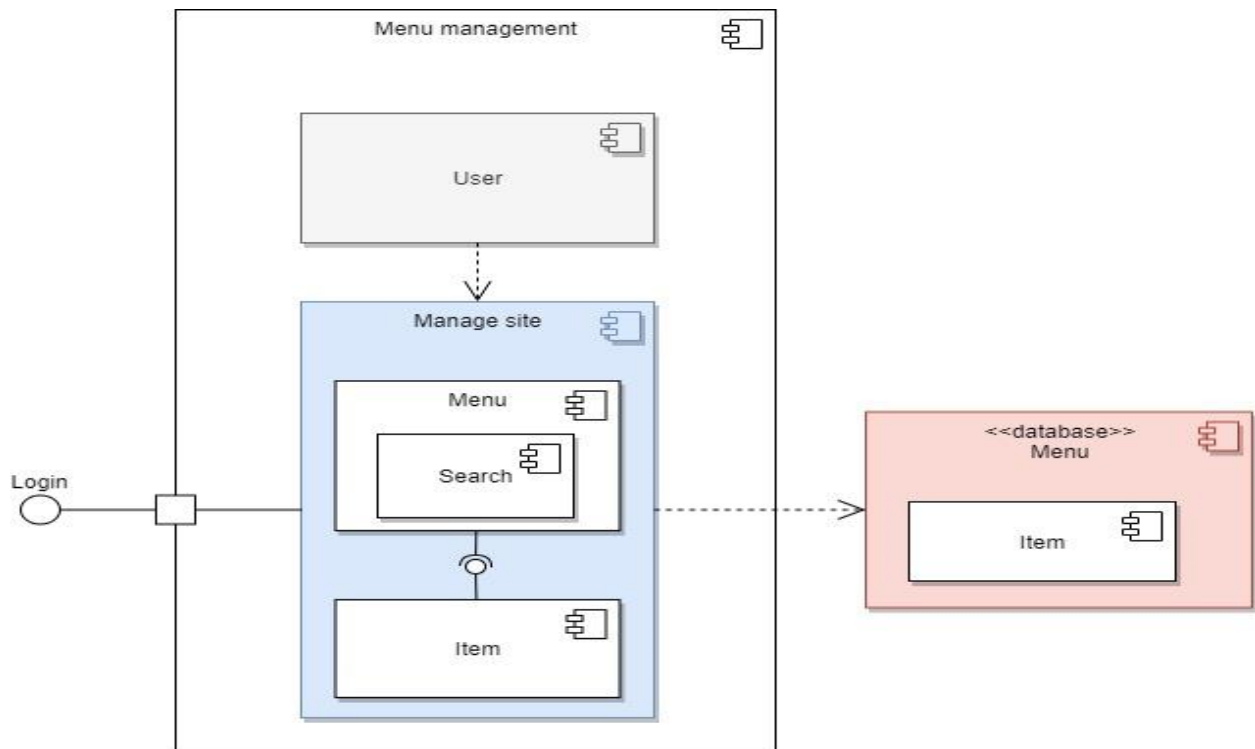 Menu management
User
Manage site
Menu
Search
Item
Login
<<database>>
Menu
Item